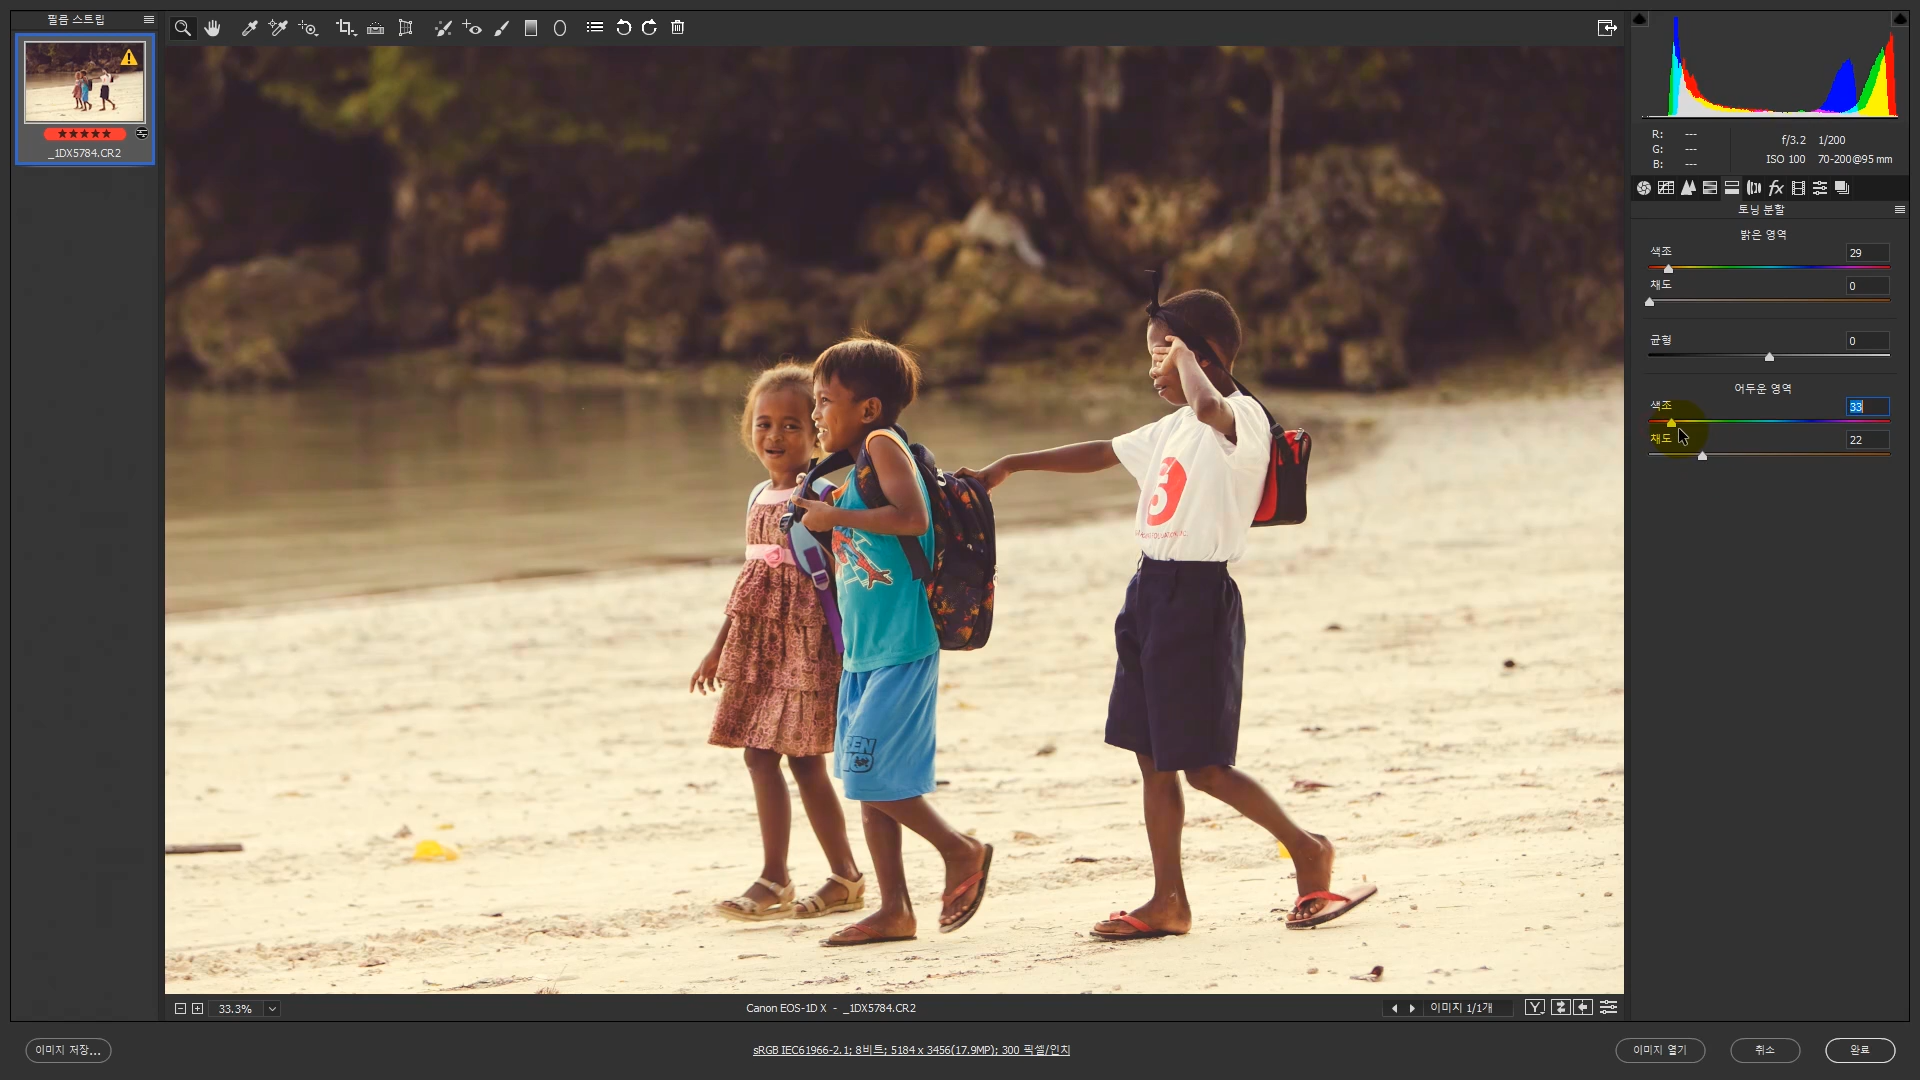 필름 스트립
★★★★★
_1DX5784.CR2
R: ---
G: ---
B: ---
f/3.2 1/200
ISO 100 70-200@95 mm
토닝 분할
밝은 영역
색조 29
채도 0
균형 0
어두운 영역
색조 33
채도 22
33.3%
Canon EOS-1D X - _1DX5784.CR2
이미지 1/1개
Y
이미지 저장...
sRGB IEC61966-2.1; 8비트; 5184 x 3456(17.9MP); 300 픽셀/인치
이미지 열기
취소
완료